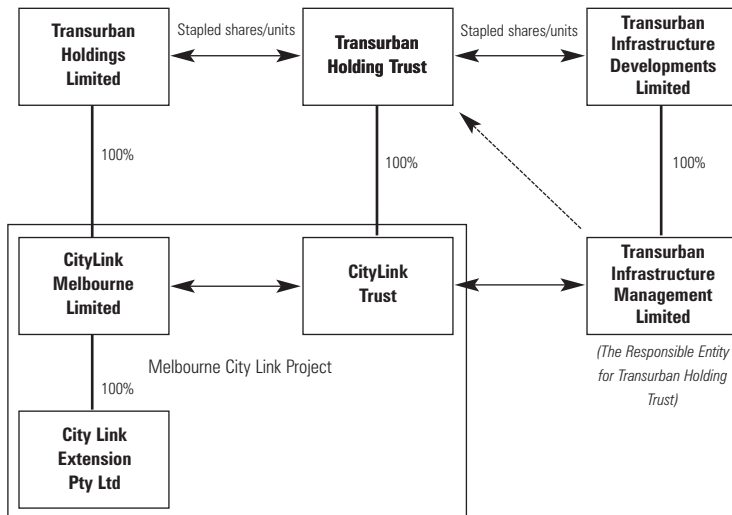 Transurban
Holdings
Limited
Stapled shares/units
Transurban
Holding Trust
Stapled shares/units
Transurban
Infrastructure
Developments
Limited
100%
100%
100%
CityLink
Melbourne
Limited
CityLink
Trust
Transurban
Infrastructure
Management
Limited
(The Responsible Entity
for Transurban Holding
Trust)
Melbourne City Link Project
100%
City Link
Extension
Pty Ltd